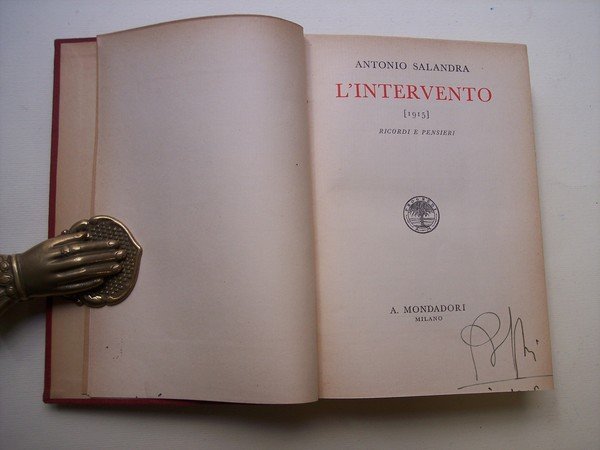 ANTONIO SALANDRA
L'INTERVENTO
[1915]
RICORDI E PENSIERI
A. MONDADORI
MILANO